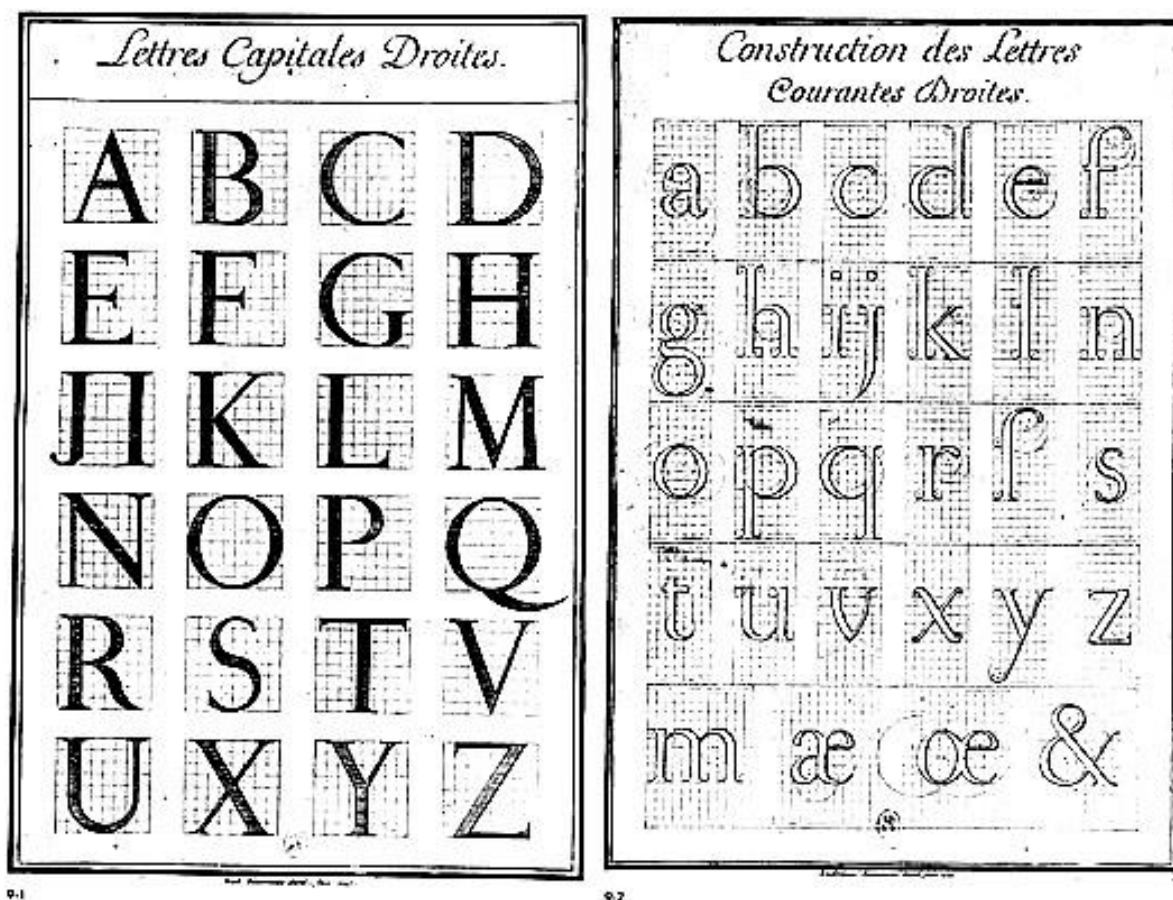 Lettres Capitales Droites.
A B C D
E F G H
J I K L M
N O P Q
R S T V
U X Y Z
9-1
Construction des Lettres
Courantes Droites.
a b c d e f
g h i j k l n
o p q r ſ s
t u v x y z
m æ œ &
9-2